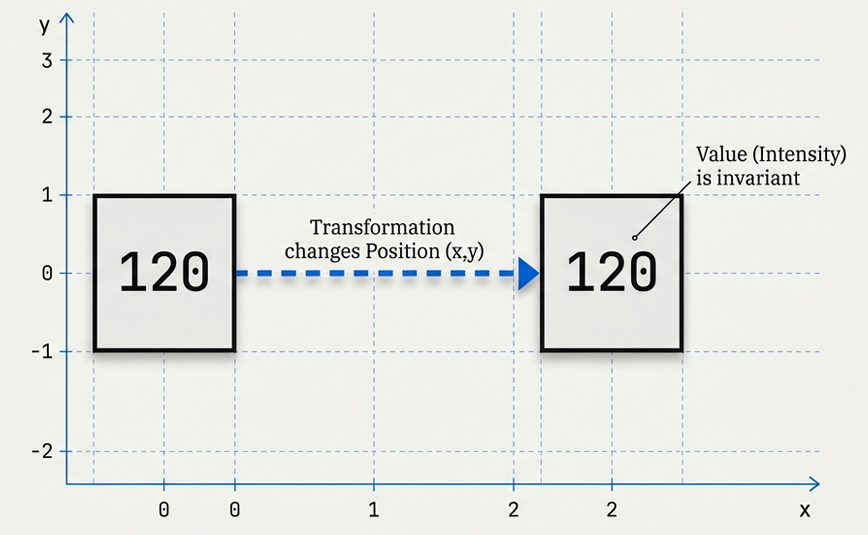 y
3
2
Value (Intensity)
is invariant
1
Transformation
changes Position (x,y)
120
120
0
-1
-2
0
0
1
2
2
x